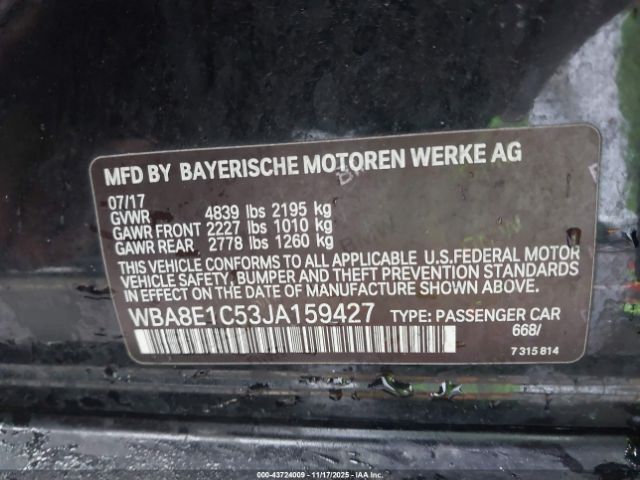 MFD BY BAYERISCHE MOTOREN WERKE AG
07/17
GVWR 4839 lbs 2195 kg
GAWR FRONT 2227 lbs 1010 kg
GAWR REAR 2778 lbs 1260 kg
THIS VEHICLE CONFORMS TO ALL APPLICABLE U.S.FEDERAL MOTOR
VEHICLE SAFETY, BUMPER AND THEFT PREVENTION STANDARDS
IN EFFECT ON THE DATE OF MANUFACTURE SHOWN ABOVE.
WBA8E1C53JA159427 TYPE: PASSENGER CAR
668/
7 315 814
000-43724009 - 11/17/2025 - IAA Inc.